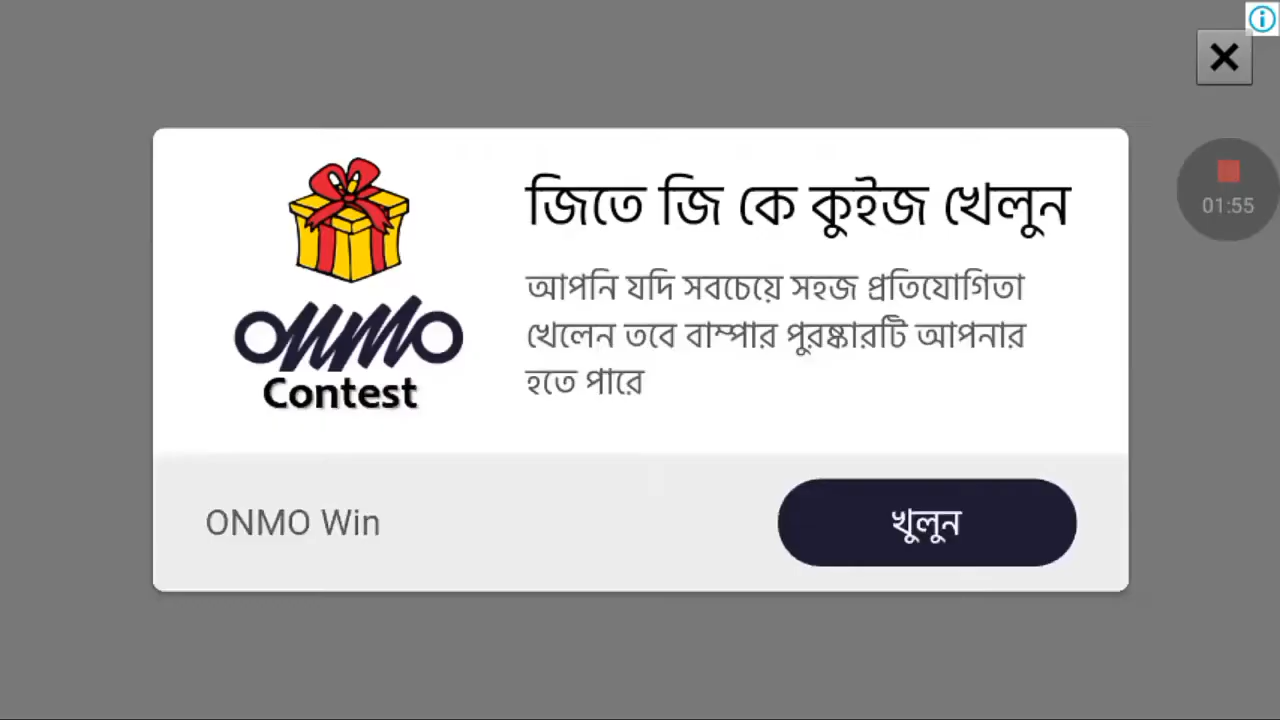 01:55
জিতে জি কে কুইজ খেলুন
আপনি যদি সবচেয়ে সহজ প্রতিযোগিতা
খেলেন তবে বাম্পার পুরষ্কারটি আপনার
হতে পারে
onmo
Contest
ONMO Win
খুলুন